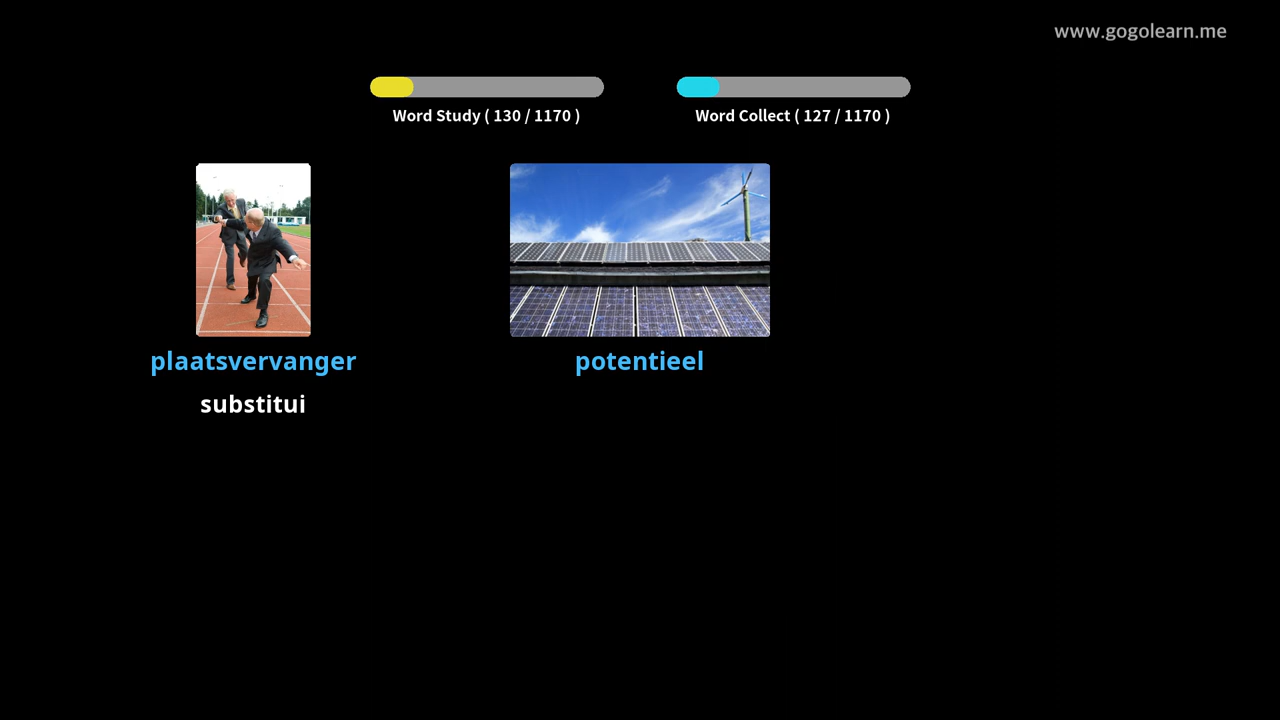 www.gogolearn.me
Word Study ( 130 / 1170 )
Word Collect ( 127 / 1170 )
plaatsvervanger
potentieel
substitui